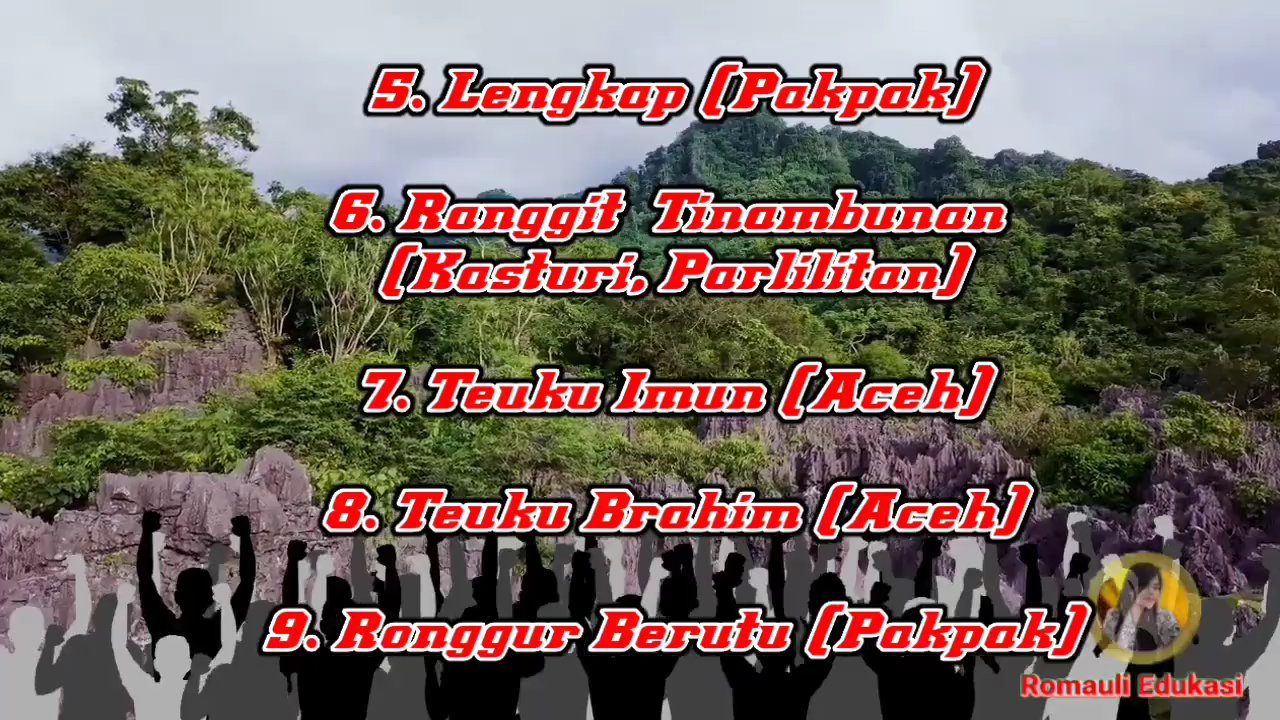 5. Lengkap (Pakpak)
6. Ranggit Tinambunan
(Kasturi, Parlilitan)
7. Teuku Imun (Aceh)
8. Teuku Brahim (Aceh)
9. Ronggur Berutu (Pakpak)
Romauli Edukasi